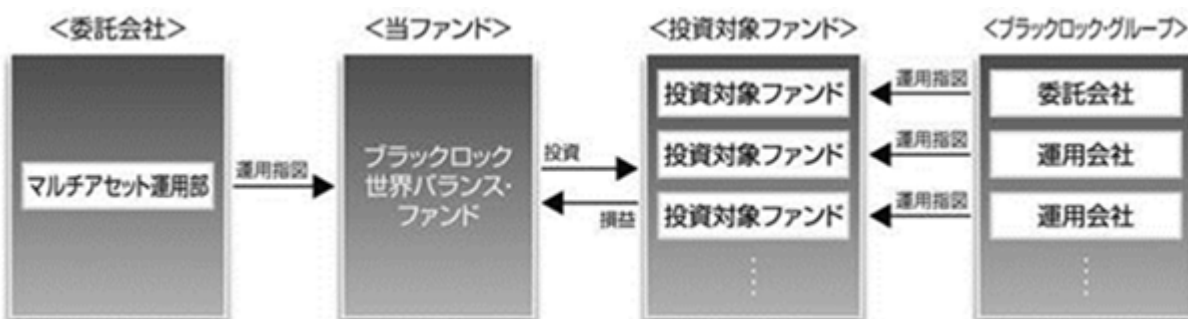 <委託会社>
<当ファンド>
<投資対象ファンド>
<ブラックロック・グループ>
マルチアセット運用部
運用指図
ブラックロック
世界バランス・
ファンド
投資
損益
投資対象ファンド
運用指図
委託会社
投資対象ファンド
運用指図
運用会社
投資対象ファンド
運用指図
運用会社